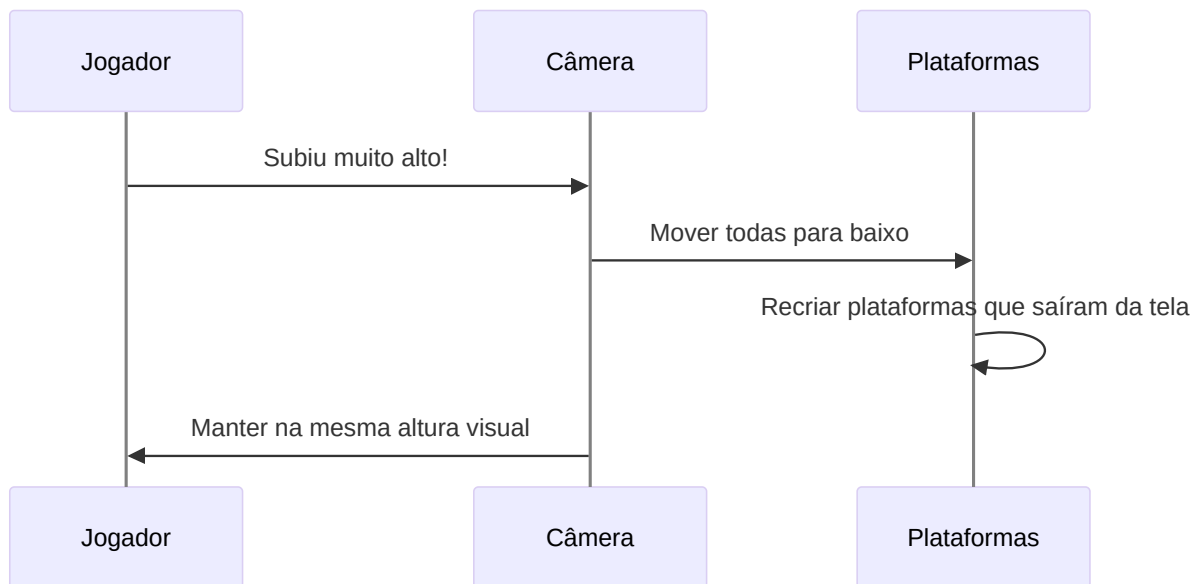 Jogador
Câmera
Plataformas
Subiu muito alto!
Mover todas para baixo
Recriar plataformas que saíram da tela
Manter na mesma altura visual
Jogador
Câmera
Plataformas